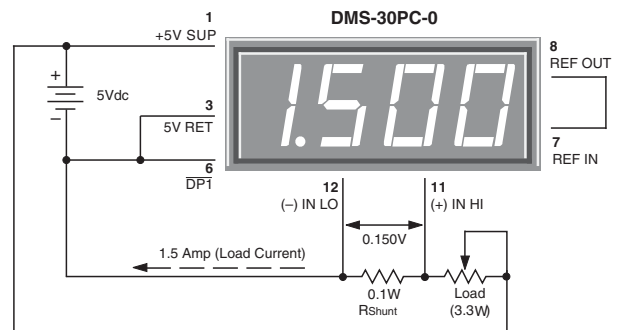 DMS-30PC-0
1
+5V SUP
8
REF OUT
+
5Vdc
–
1.500
3
5V RET
7
REF IN
6
DP1
12
(–) IN LO
11
(+) IN HI
0.150V
1.5 Amp (Load Current)
0.1W
RShunt
Load
(3.3W)